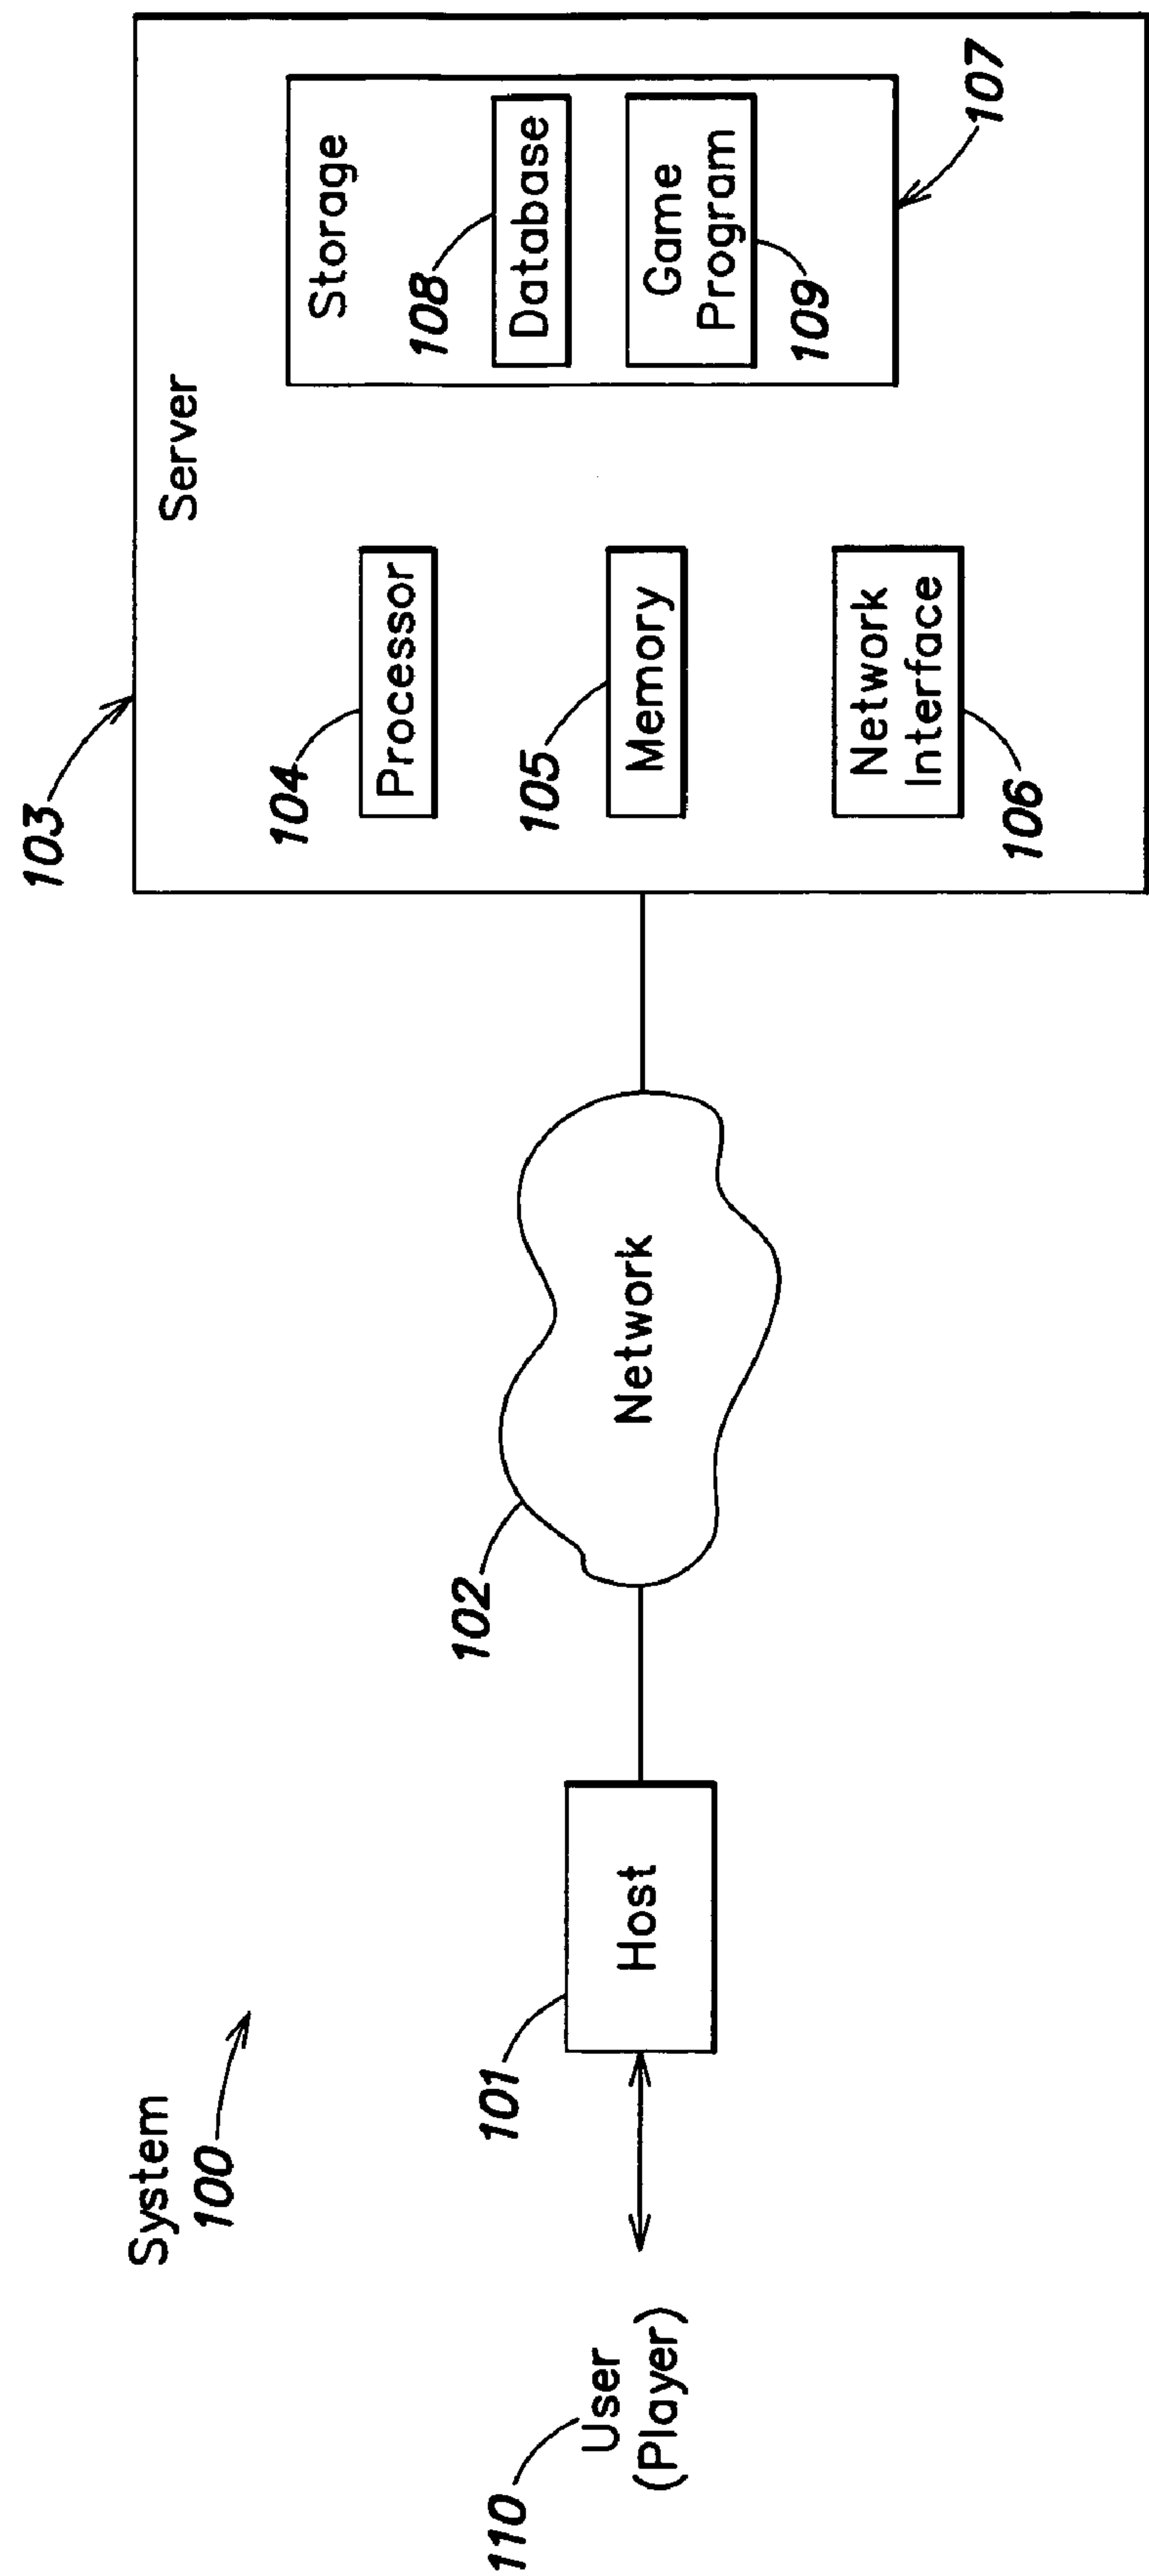 System
100
110
User
(Player)
101
Host
102
Network
103
Server
104
Processor
105
Memory
Network
Interface
106
Storage
108
Database
Game
Program
109
107